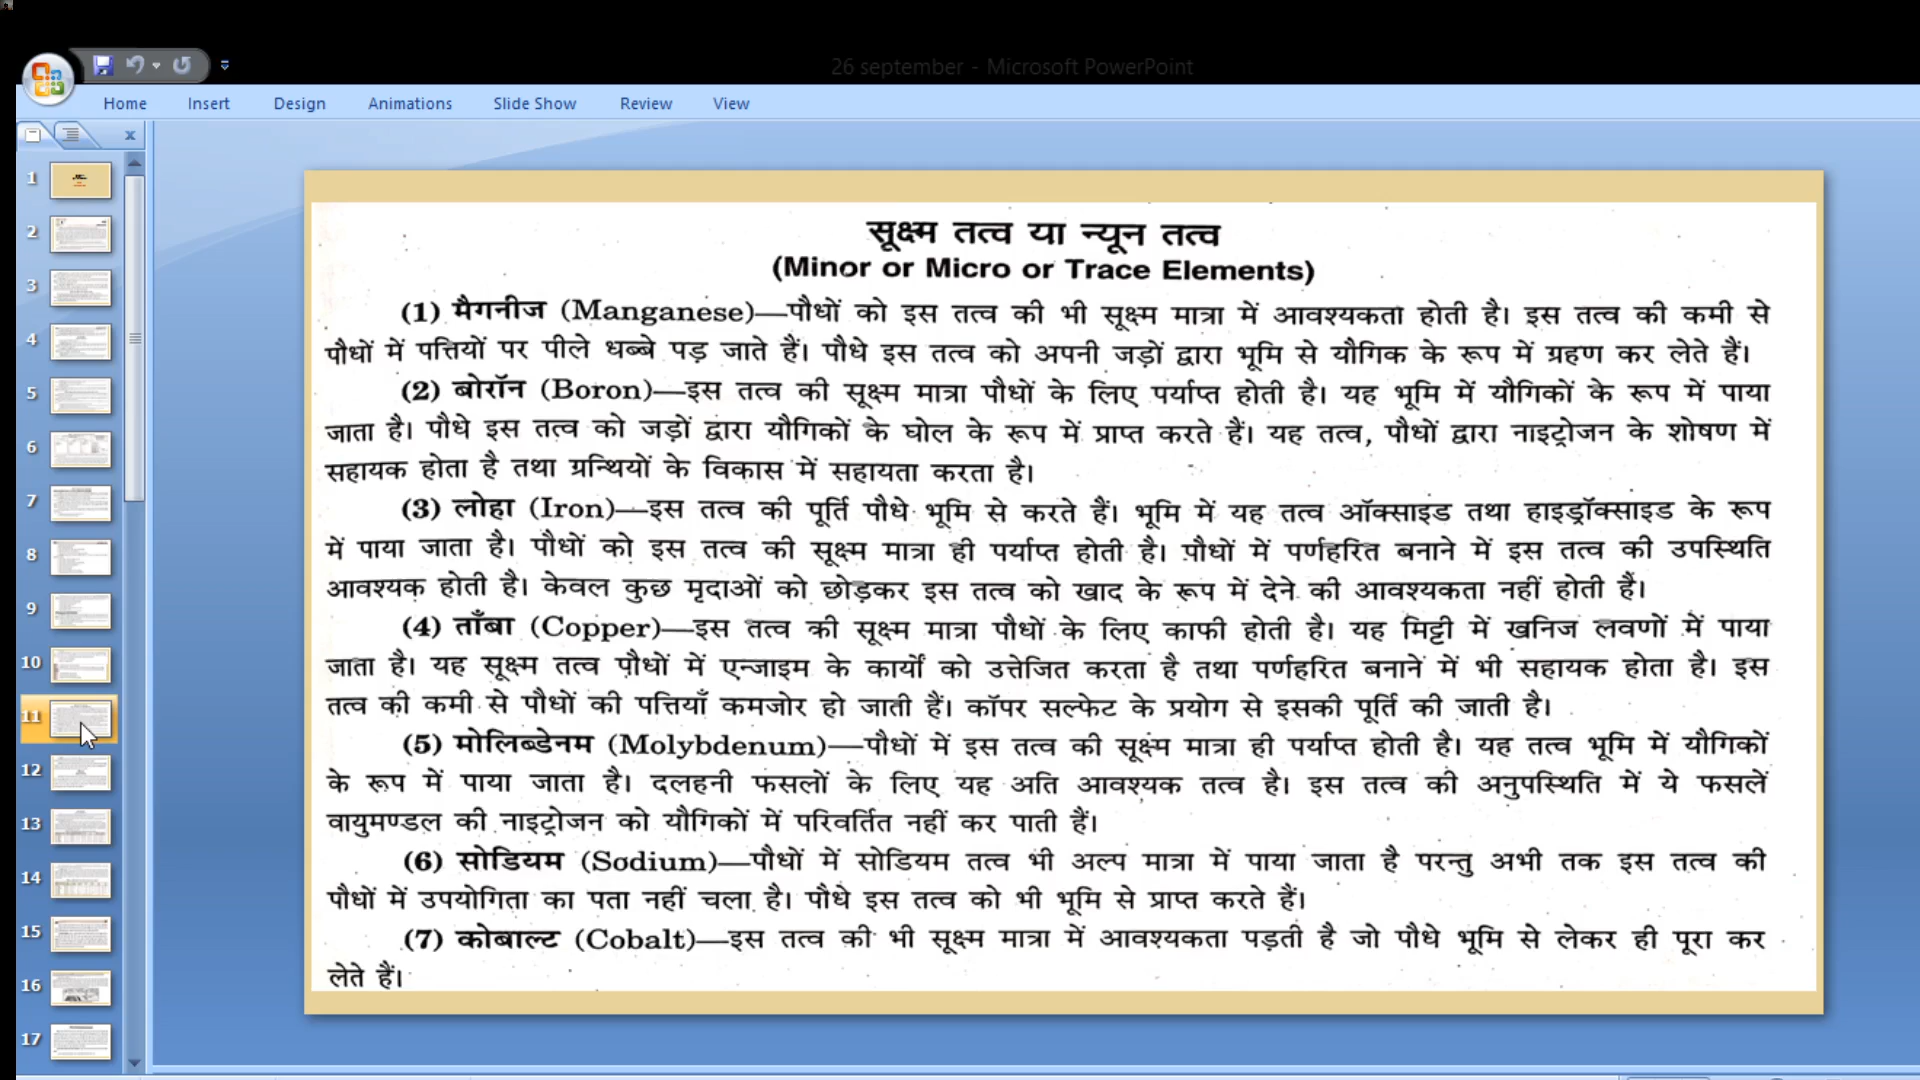 26 september - Microsoft PowerPoint
Home Insert Design Animations Slide Show Review View
1
2
3
4
5
6
7
8
9
10
11
12
13
14
15
16
17
सूक्ष्म तत्व या न्यून तत्व
(Minor or Micro or Trace Elements)
(1) मैगनीज (Manganese)—पौधों को इस तत्व की भी सूक्ष्म मात्रा में आवश्यकता होती है। इस तत्व की कमी से
पौधों में पत्तियों पर पीले धब्बे पड़ जाते हैं। पौधे इस तत्व को अपनी जड़ों द्वारा भूमि से यौगिक के रूप में ग्रहण कर लेते हैं।
(2) बोरॉन (Boron)—इस तत्व की सूक्ष्म मात्रा पौधों के लिए पर्याप्त होती है। यह भूमि में यौगिकों के रूप में पाया
जाता है। पौधे इस तत्व को जड़ों द्वारा यौगिकों के घोल के रूप में प्राप्त करते हैं। यह तत्व, पौधों द्वारा नाइट्रोजन के शोषण में
सहायक होता है तथा ग्रन्थियों के विकास में सहायता करता है।
(3) लोहा (Iron)—इस तत्व की पूर्ति पौधे भूमि से करते हैं। भूमि में यह तत्व ऑक्साइड तथा हाइड्रॉक्साइड के रूप
में पाया जाता है। पौधों को इस तत्व की सूक्ष्म मात्रा ही पर्याप्त होती है। पौधों में पर्णहरित बनाने में इस तत्व की उपस्थिति
आवश्यक होती है। केवल कुछ मृदाओं को छोड़कर इस तत्व को खाद के रूप में देने की आवश्यकता नहीं होती हैं।
(4) ताँबा (Copper)—इस तत्व की सूक्ष्म मात्रा पौधों के लिए काफी होती है। यह मिट्टी में खनिज लवणों में पाया
जाता है। यह सूक्ष्म तत्व पौधों में एन्जाइम के कार्यों को उत्तेजित करता है तथा पर्णहरित बनाने में भी सहायक होता है। इस
तत्व की कमी से पौधों की पत्तियाँ कमजोर हो जाती हैं। कॉपर सल्फेट के प्रयोग से इसकी पूर्ति की जाती है।
(5) मोलिब्डेनम (Molybdenum)—पौधों में इस तत्व की सूक्ष्म मात्रा ही पर्याप्त होती है। यह तत्व भूमि में यौगिकों
के रूप में पाया जाता है। दलहनी फसलों के लिए यह अति आवश्यक तत्व है। इस तत्व की अनुपस्थिति में ये फसलें
वायुमण्डल की नाइट्रोजन को यौगिकों में परिवर्तित नहीं कर पाती हैं।
(6) सोडियम (Sodium)—पौधों में सोडियम तत्व भी अल्प मात्रा में पाया जाता है परन्तु अभी तक इस तत्व की
पौधों में उपयोगिता का पता नहीं चला है। पौधे इस तत्व को भी भूमि से प्राप्त करते हैं।
(7) कोबाल्ट (Cobalt)—इस तत्व की भी सूक्ष्म मात्रा में आवश्यकता पड़ती है जो पौधे भूमि से लेकर ही पूरा कर
लेते हैं।